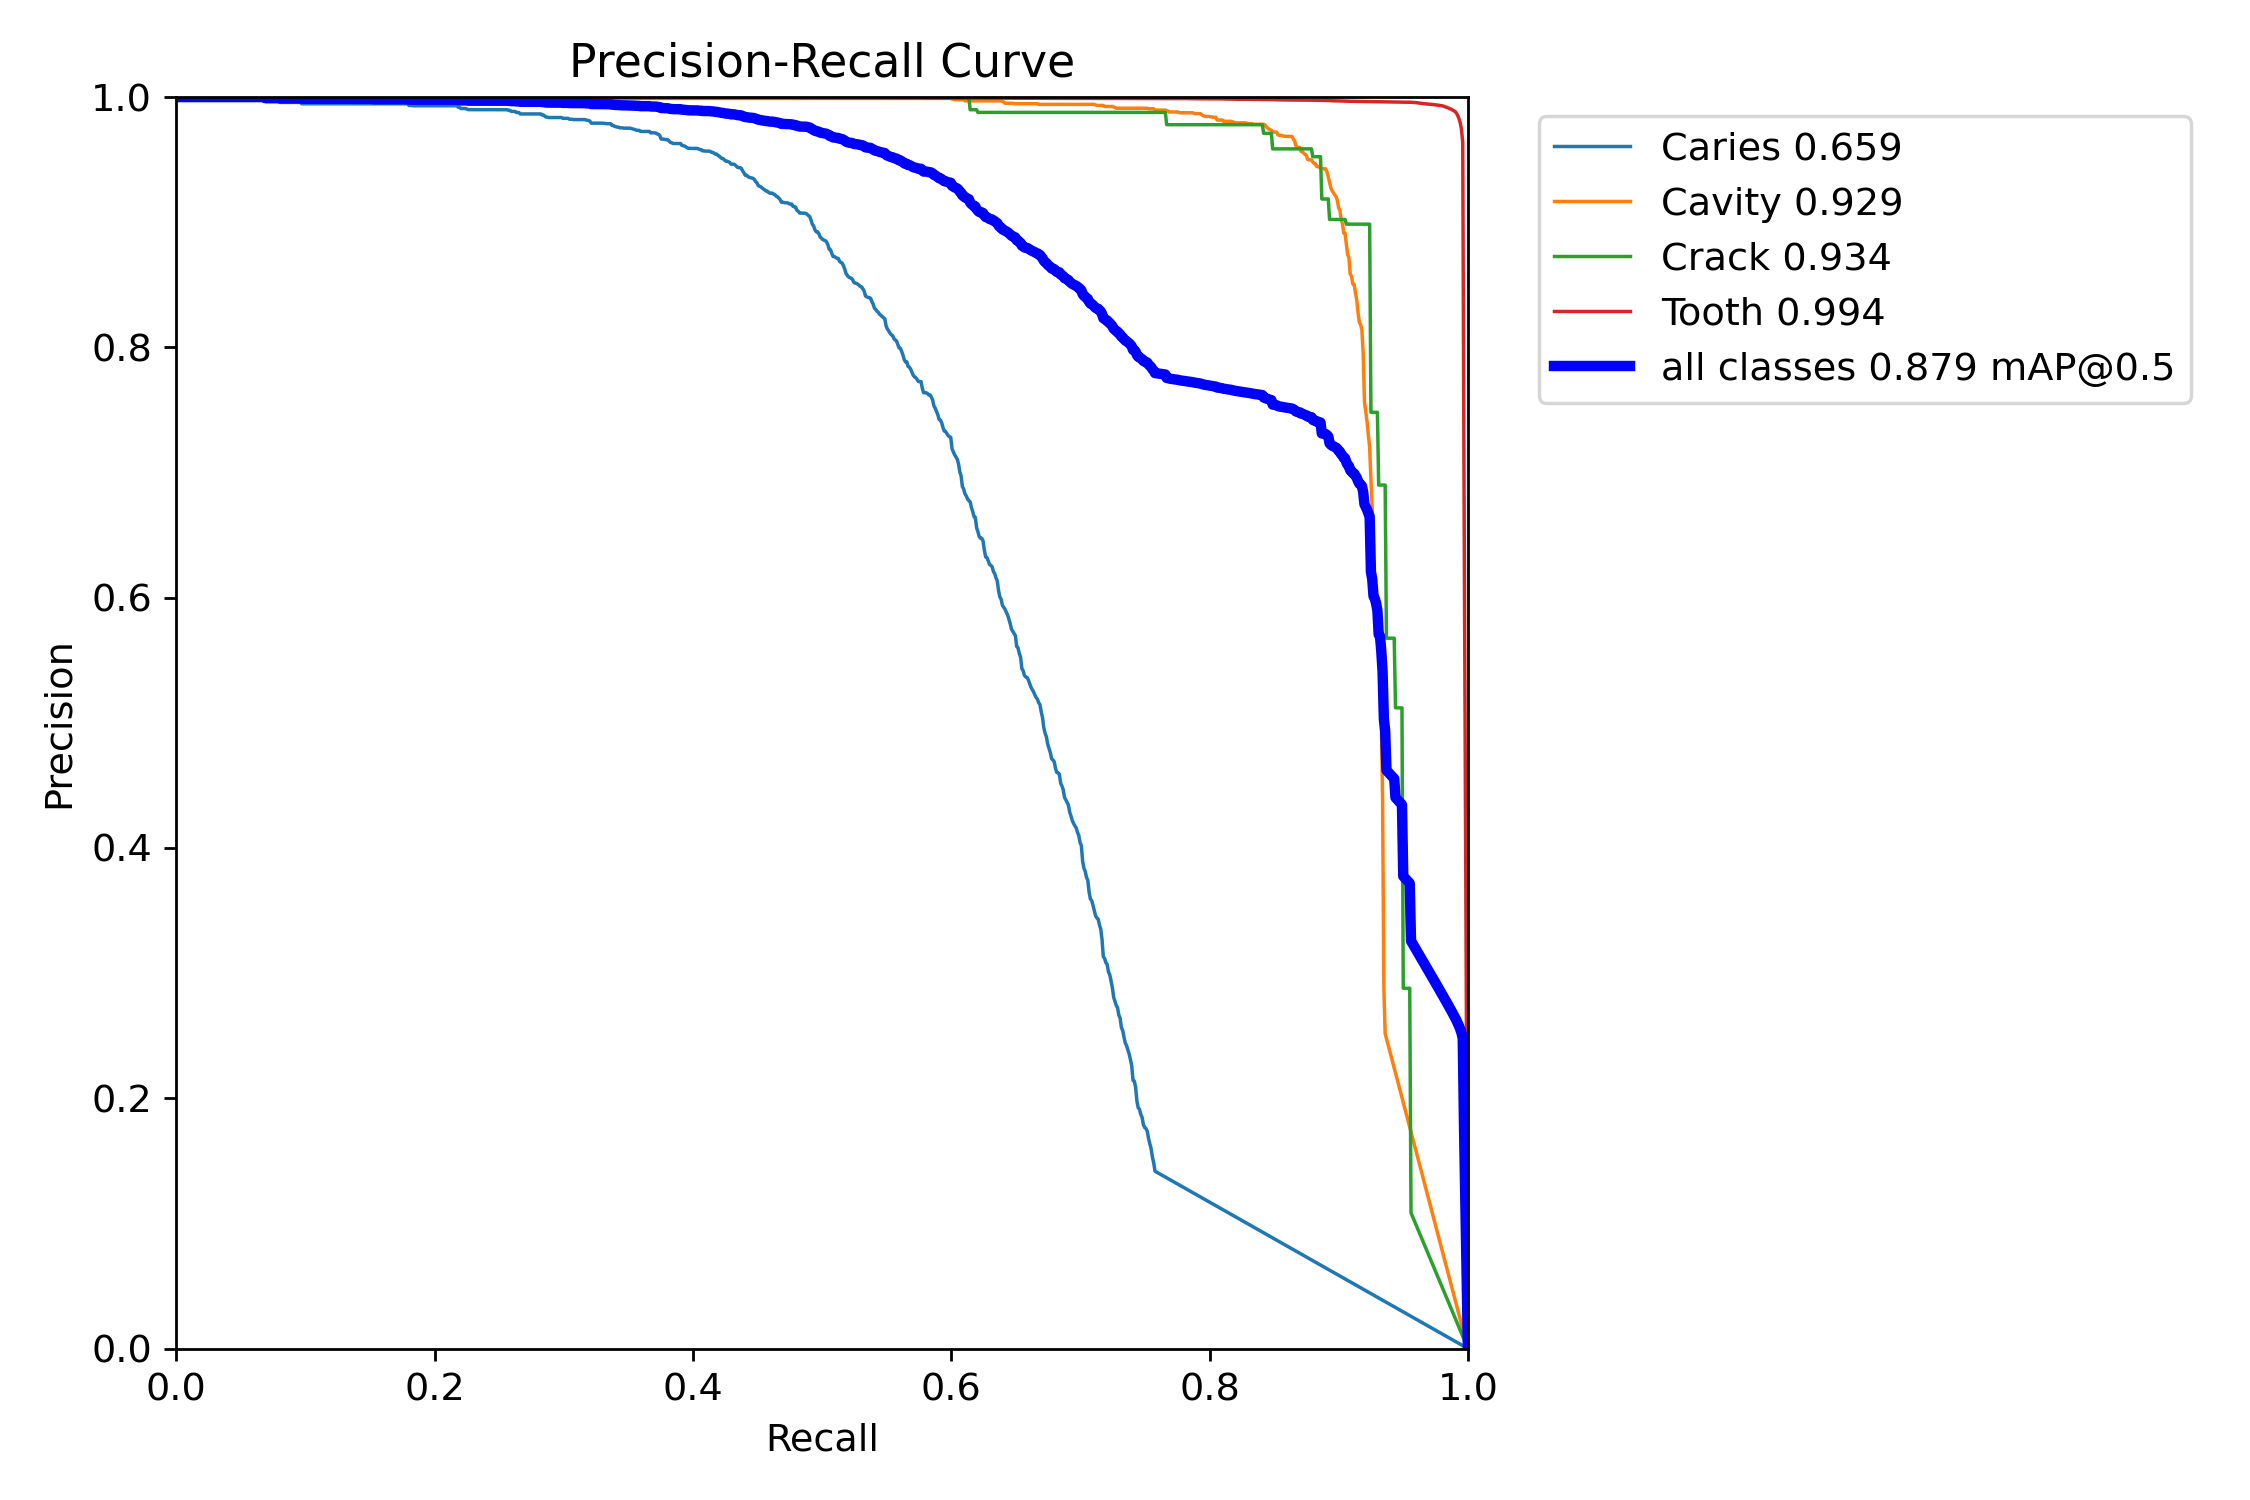 Precision-Recall Curve
1.0
0.8
0.6
0.4
0.2
0.0
Precision
0.0 0.2 0.4 0.6 0.8 1.0
Recall
Caries 0.659
Cavity 0.929
Crack 0.934
Tooth 0.994
all classes 0.879 mAP@0.5